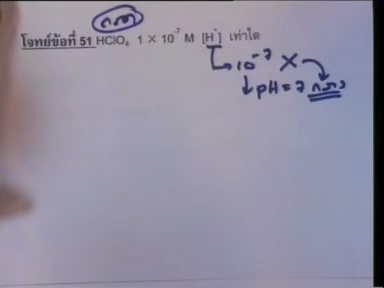 กรด
โจทย์ข้อที่ 51 HClO₄ 1 × 10⁻⁷ M [H⁺] เท่าใด
10⁻⁷ X
pH = 7 กลาง